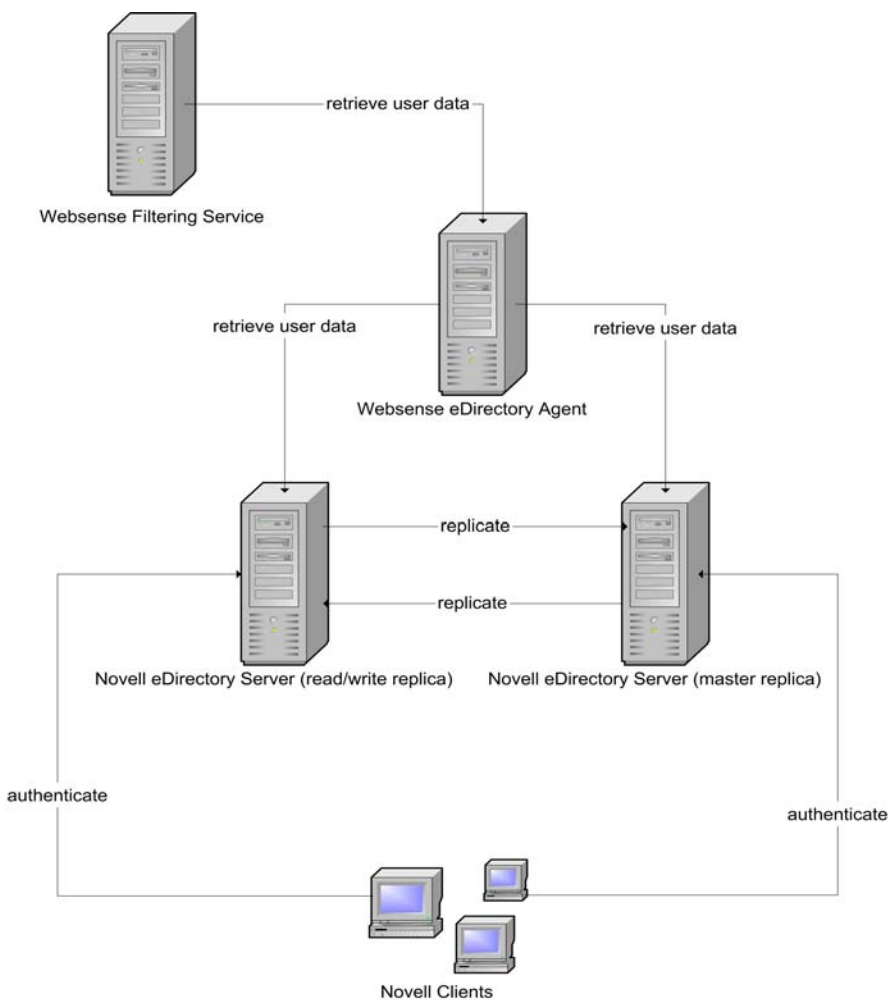 retrieve user data
Websense Filtering Service
retrieve user data
retrieve user data
Websense eDirectory Agent
replicate
replicate
Novell eDirectory Server (read/write replica)
Novell eDirectory Server (master replica)
authenticate
authenticate
Novell Clients